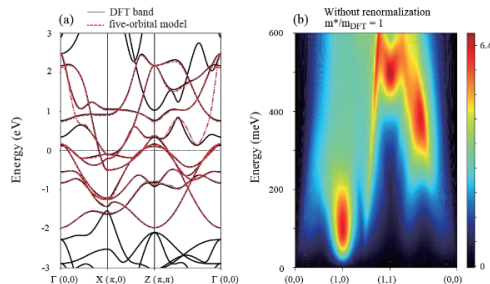 (a)
DFT band
five-orbital model
Energy (eV)
3
2
1
0
1
2
-3
Γ (0,0)
X (π,0)
Z (π,π)
Γ (0,0)
(b)
Without renormalization
m*/mDFT = 1
Energy (meV)
600
400
200
0
(0,0)
(1,0)
(1,1)
(0,0)
6.4
0